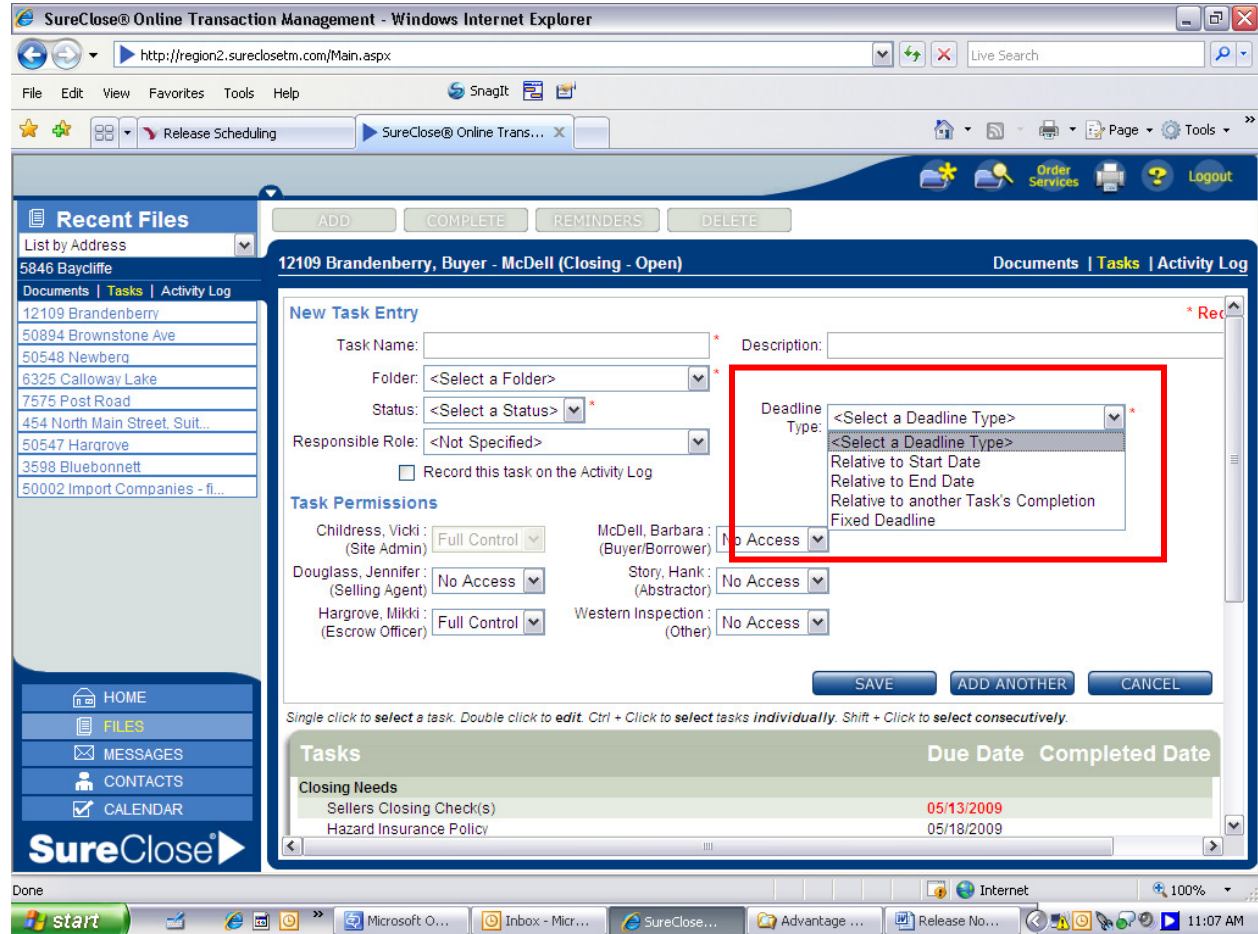 SureClose® Online Transaction Management - Windows Internet Explorer
http://region2.sureclosetm.com/Main.aspx
Live Search
File Edit View Favorites Tools Help
SnagIt
Release Scheduling
SureClose® Online Trans...
Page
Tools
Order Services
Logout
Recent Files
List by Address
5846 Baycliffe
Documents | Tasks | Activity Log
12109 Brandenberry
50894 Brownstone Ave
50548 Newberg
6325 Calloway Lake
7575 Post Road
454 North Main Street, Suit...
50547 Hargrove
3598 Bluebonnett
50002 Import Companies - fi...
HOME
FILES
MESSAGES
CONTACTS
CALENDAR
SureClose
ADD COMPLETE REMINDERS DELETE
12109 Brandenberry, Buyer - McDell (Closing - Open)
Documents | Tasks | Activity Log
New Task Entry
* Rec
Task Name: *
Description:
Folder: <Select a Folder> *
Status: <Select a Status> *
Responsible Role: <Not Specified>
Record this task on the Activity Log
Deadline Type: <Select a Deadline Type> *
<Select a Deadline Type>
Relative to Start Date
Relative to End Date
Relative to another Task's Completion
Fixed Deadline
Task Permissions
Childress, Vicki : (Site Admin) Full Control
McDell, Barbara : (Buyer/Borrower) No Access
Douglass, Jennifer : (Selling Agent) No Access
Story, Hank : (Abstractor) No Access
Hargrove, Mikki : (Escrow Officer) Full Control
Western Inspection : (Other) No Access
SAVE ADD ANOTHER CANCEL
Single click to select a task. Double click to edit. Ctrl + Click to select tasks individually. Shift + Click to select consecutively.
Tasks Due Date Completed Date
Closing Needs
Sellers Closing Check(s) 05/13/2009
Hazard Insurance Policy 05/18/2009
Done
Internet
100%
start
Microsoft O...
Inbox - Micr...
SureClose...
Advantage ...
Release No...
11:07 AM